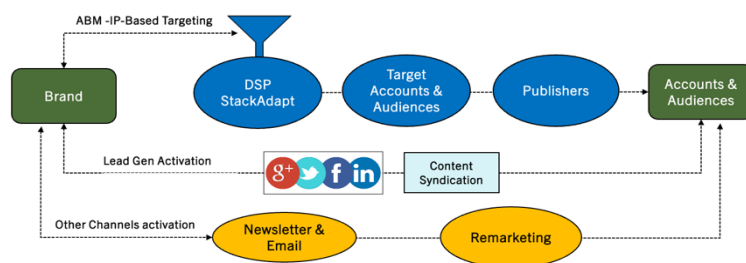 ABM -IP-Based Targeting
Brand
DSP
StackAdapt
Target
Accounts &
Audiences
Publishers
Accounts &
Audiences
Lead Gen Activation
g+
f
in
Content
Syndication
Other Channels activation
Newsletter &
Email
Remarketing